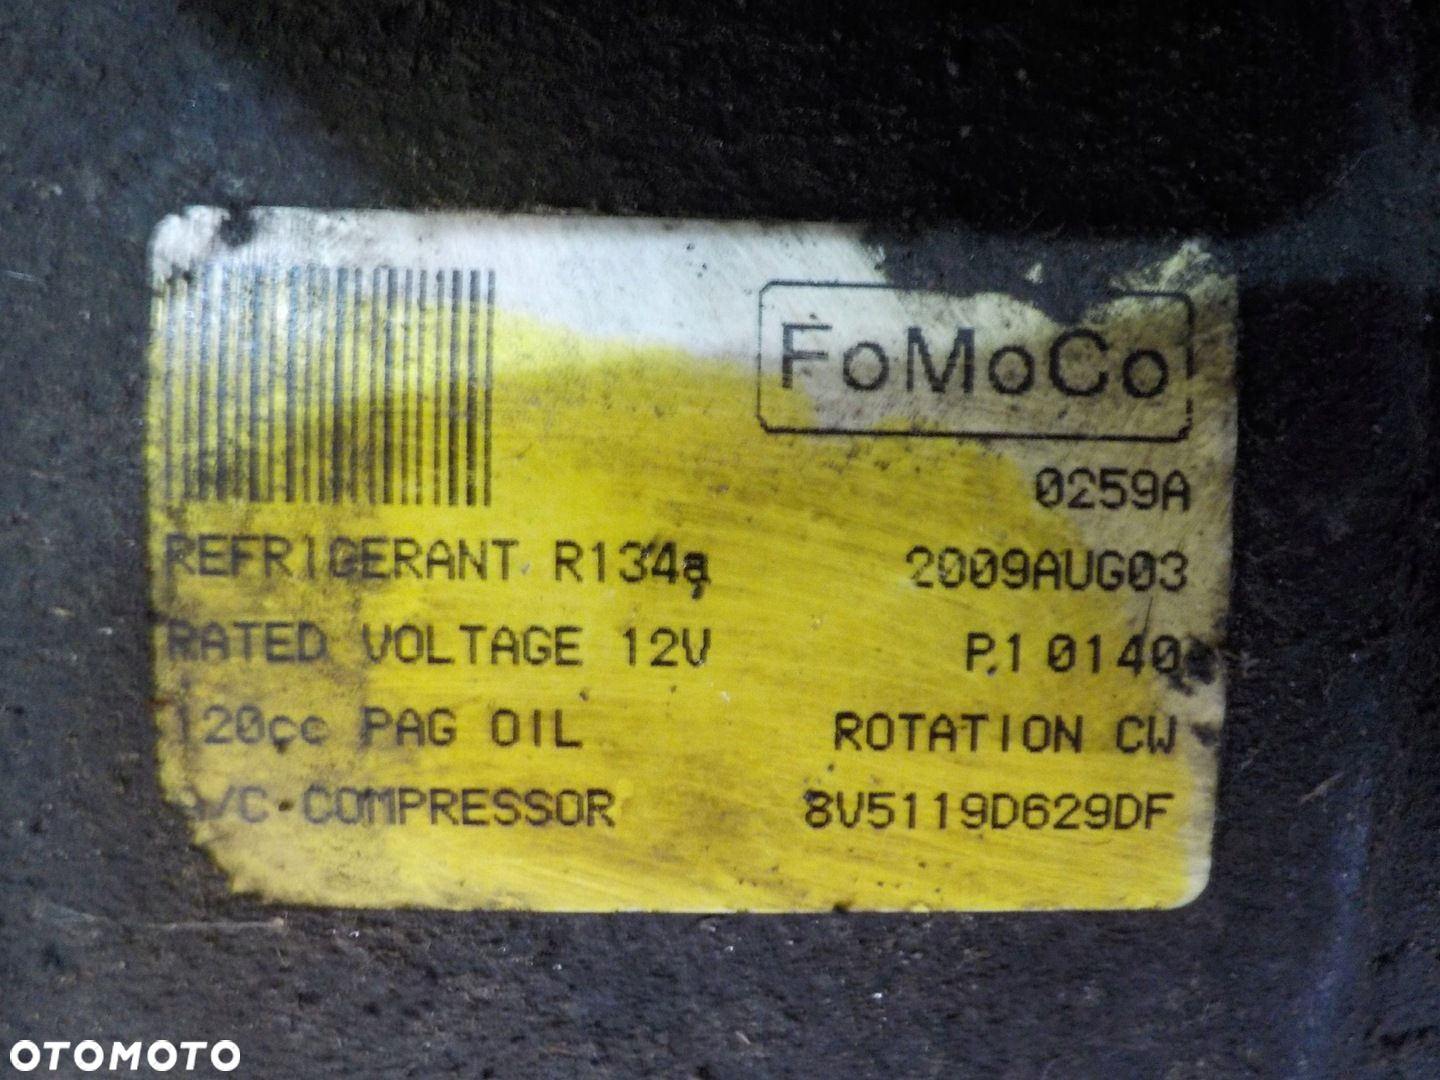 FoMoCo
0259A
REFRIGERANT R134a 2009AUG03
RATED VOLTAGE 12V P.1 0140
120cc PAG OIL ROTATION CW
A/C COMPRESSOR 8V5119D629DF
OTOMOTO